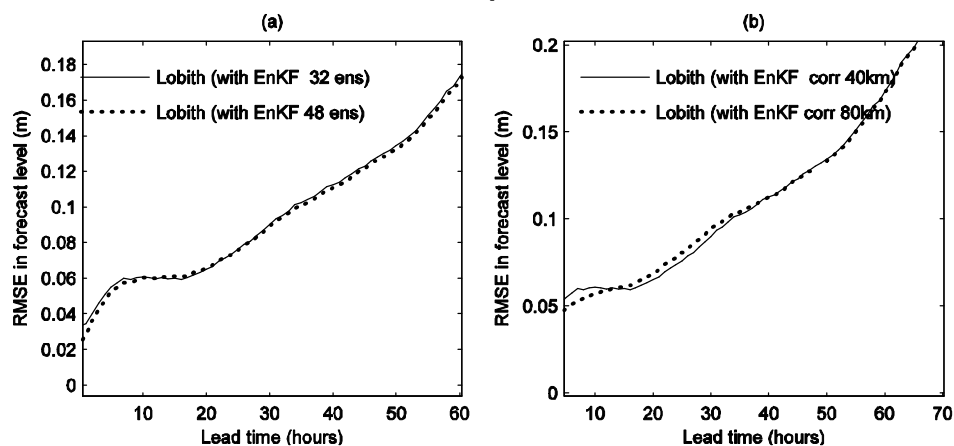 (a)
0.18
0.16
0.14
0.12
0.1
0.08
0.06
0.04
0.02
0
RMSE in forecast level (m)
Lobith (with EnKF 32 ens)
Lobith (with EnKF 48 ens)
10 20 30 40 50 60
Lead time (hours)
(b)
0.2
0.15
0.1
0.05
0
RMSE in forecast level (m)
Lobith (with EnKF corr 40km)
Lobith (with EnKF corr 80km)
10 20 30 40 50 60 70
Lead time (hours)